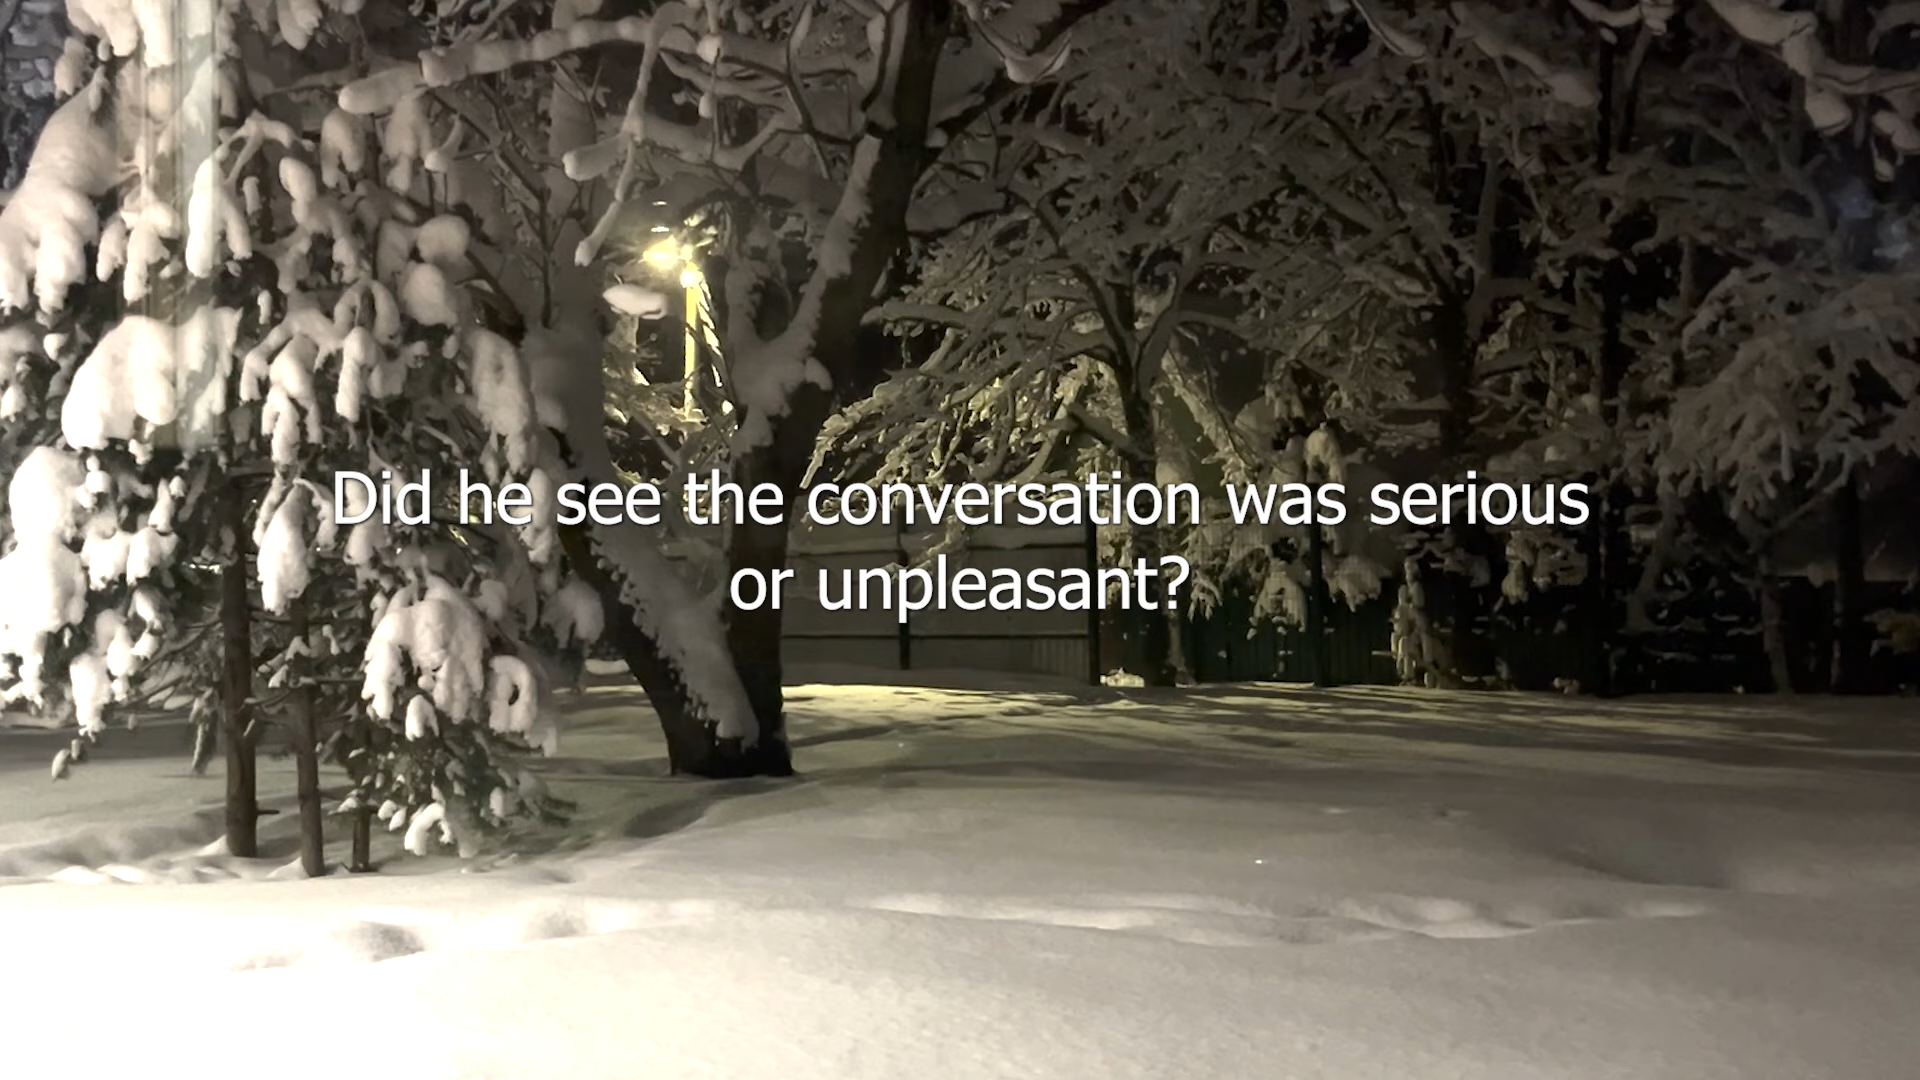 Did he see the conversation was serious
or unpleasant?